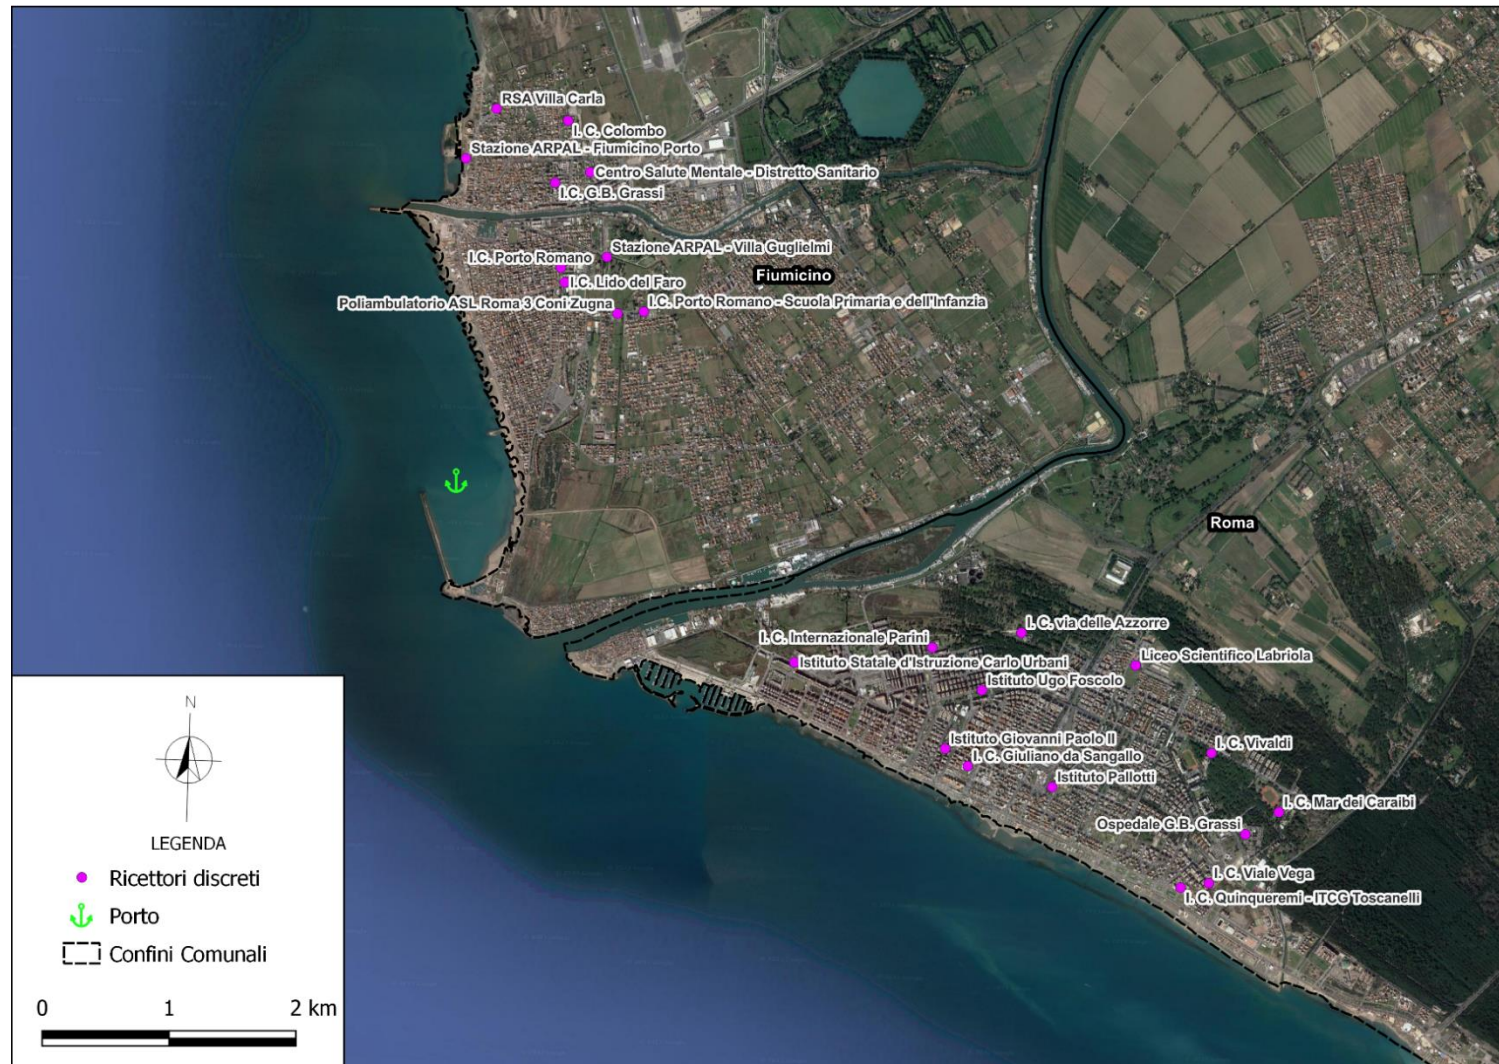 RSA Villa Carla
I. C. Colombo
Stazione ARPAL - Fiumicino Porto
Centro Salute Mentale - Distretto Sanitario
I.C. G.B. Grassi
Stazione ARPAL - Villa Guglielmi
I.C. Porto Romano
Fiumicino
I.C. Lido del Faro
Poliambulatorio ASL Roma 3 Coni Zugna
I.C. Porto Romano - Scuola Primaria e dell'Infanzia
Roma
I. C. via delle Azzorre
I. C. Internazionale Parini
Istituto Statale d'Istruzione Carlo Urbani
Liceo Scientifico Labriola
Istituto Ugo Foscolo
Istituto Giovanni Paolo II
I. C. Vivaldi
I. C. Giuliano da Sangallo
Istituto Pallotti
I. C. Mar dei Caraibi
Ospedale G.B. Grassi
I. C. Viale Vega
I. C. Quinqueremi - ITCG Toscanelli
N
LEGENDA
Ricettori discreti
Porto
Confini Comunali
0 1 2 km